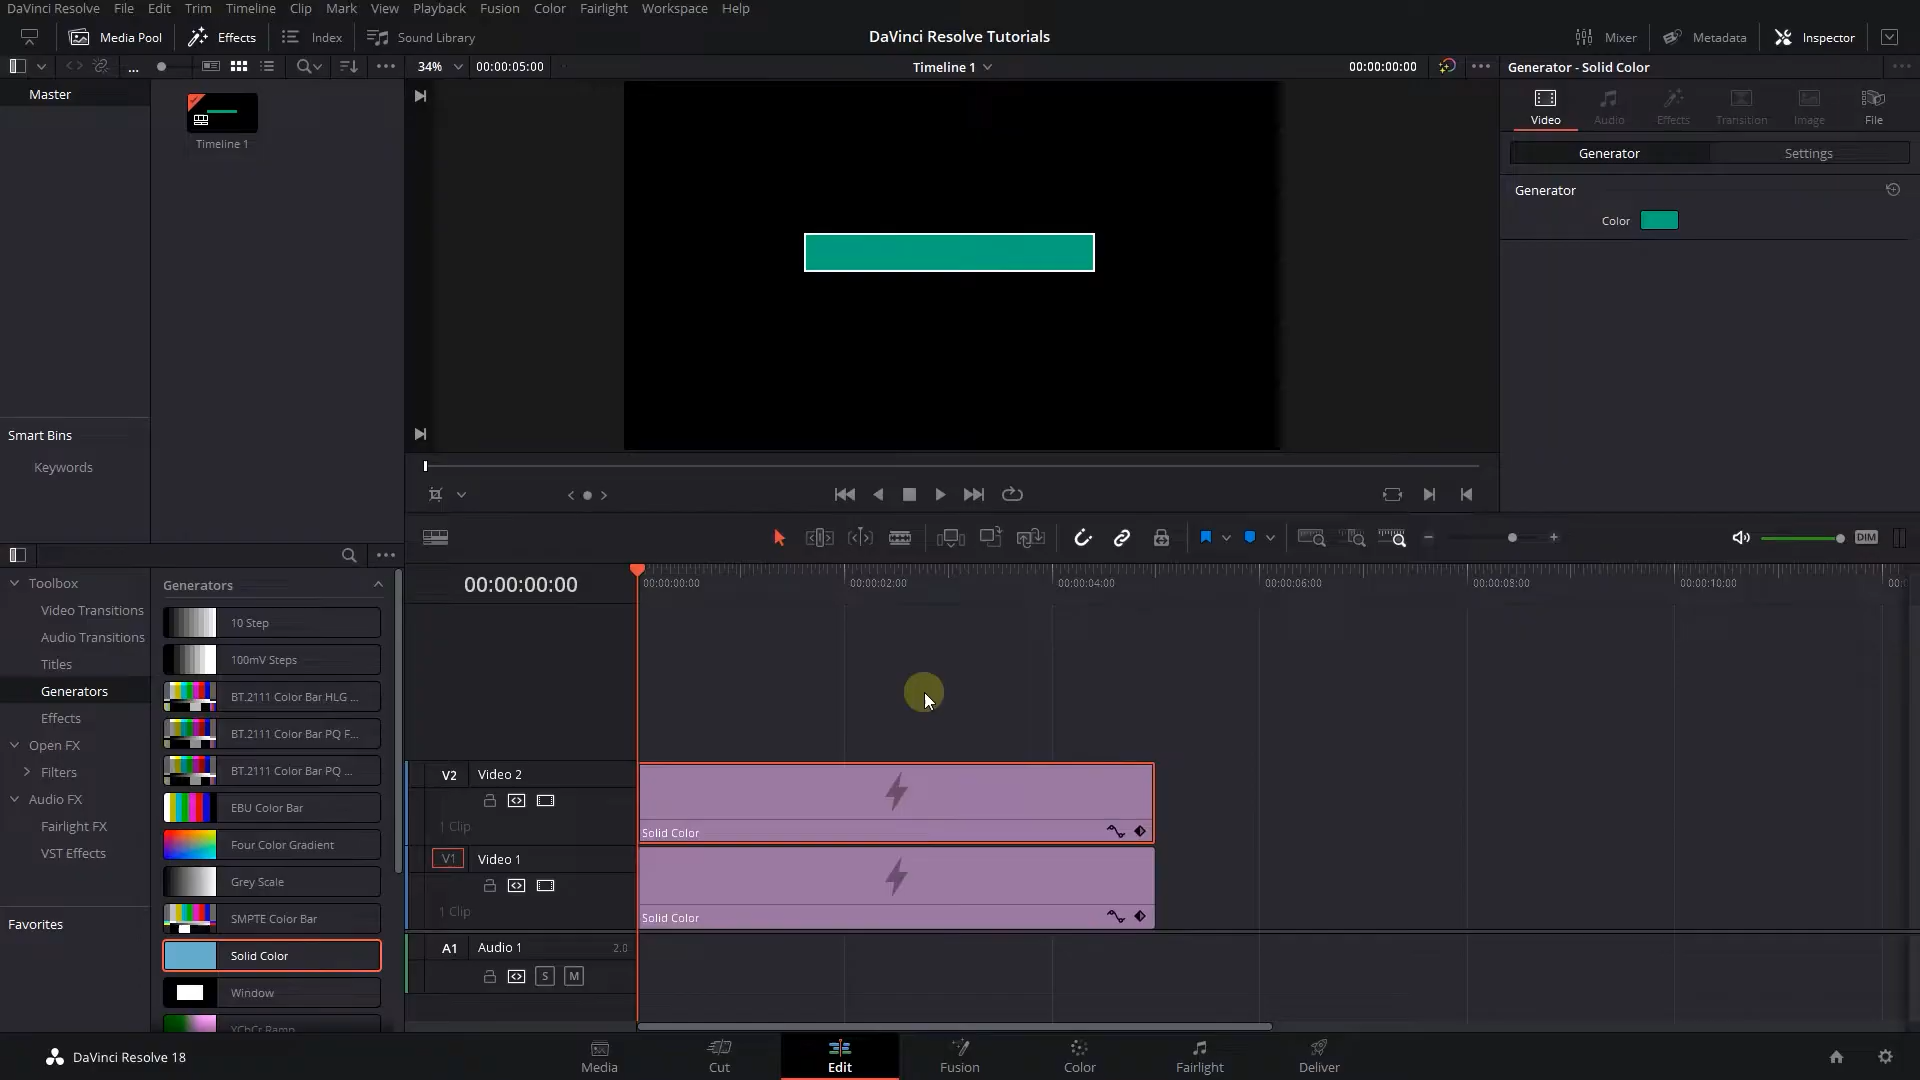 DaVinci Resolve File Edit Trim Timeline Clip Mark View Playback Fusion Color Fairlight Workspace Help
Media Pool Effects Index Sound Library
DaVinci Resolve Tutorials
Mixer Metadata Inspector
34% 00:00:05:00
Timeline 1
00:00:00:00
Generator - Solid Color
Master
Timeline 1
Video Audio Effects Transition Image File
Generator Settings
Generator
Color
Smart Bins
Keywords
DIM
Toolbox
Video Transitions
Audio Transitions
Titles
Generators
Effects
Open FX
Filters
Audio FX
Fairlight FX
VST Effects
Favorites
Generators
10 Step
100mV Steps
BT.2111 Color Bar HLG ...
BT.2111 Color Bar PQ F...
BT.2111 Color Bar PQ ...
EBU Color Bar
Four Color Gradient
Grey Scale
SMPTE Color Bar
Solid Color
Window
YCbCr Ramp
00:00:00:00
00:00:00:00 00:00:02:00 00:00:04:00 00:00:06:00 00:00:08:00 00:00:10:00 00:
V2 Video 2
1 Clip
Solid Color
V1 Video 1
1 Clip
Solid Color
A1 Audio 1 2.0
S M
DaVinci Resolve 18
Media Cut Edit Fusion Color Fairlight Deliver